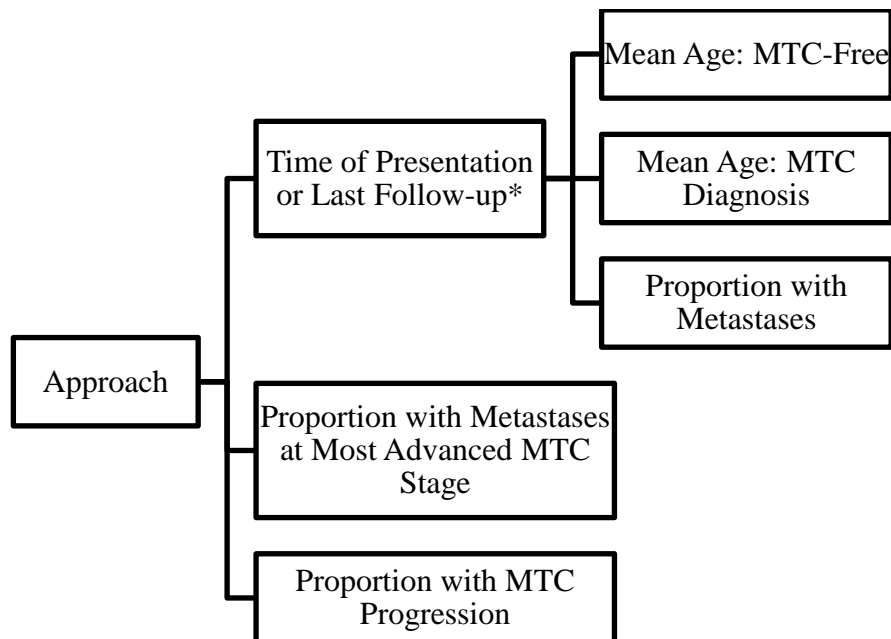 Mean Age: MTC-Free
Time of Presentation
or Last Follow-up*
Mean Age: MTC
Diagnosis
Proportion with
Metastases
Approach
Proportion with Metastases
at Most Advanced MTC
Stage
Proportion with MTC
Progression